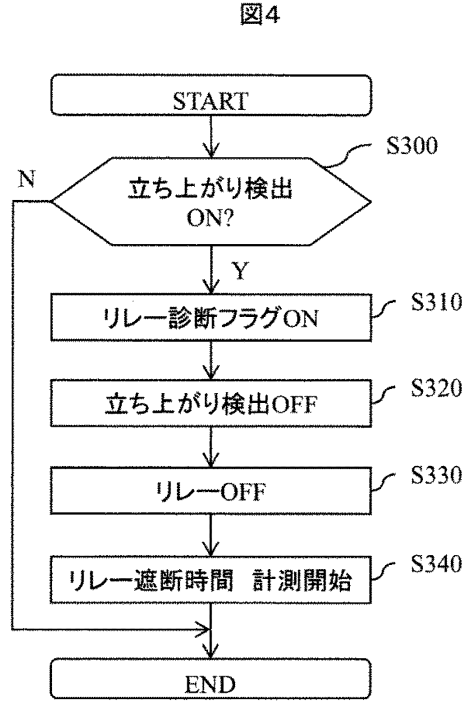 図4
START
S300
N
立ち上がり検出
ON?
Y
リレー診断フラグON
S310
立ち上がり検出OFF
S320
リレーOFF
S330
リレー遮断時間 計測開始
S340
END